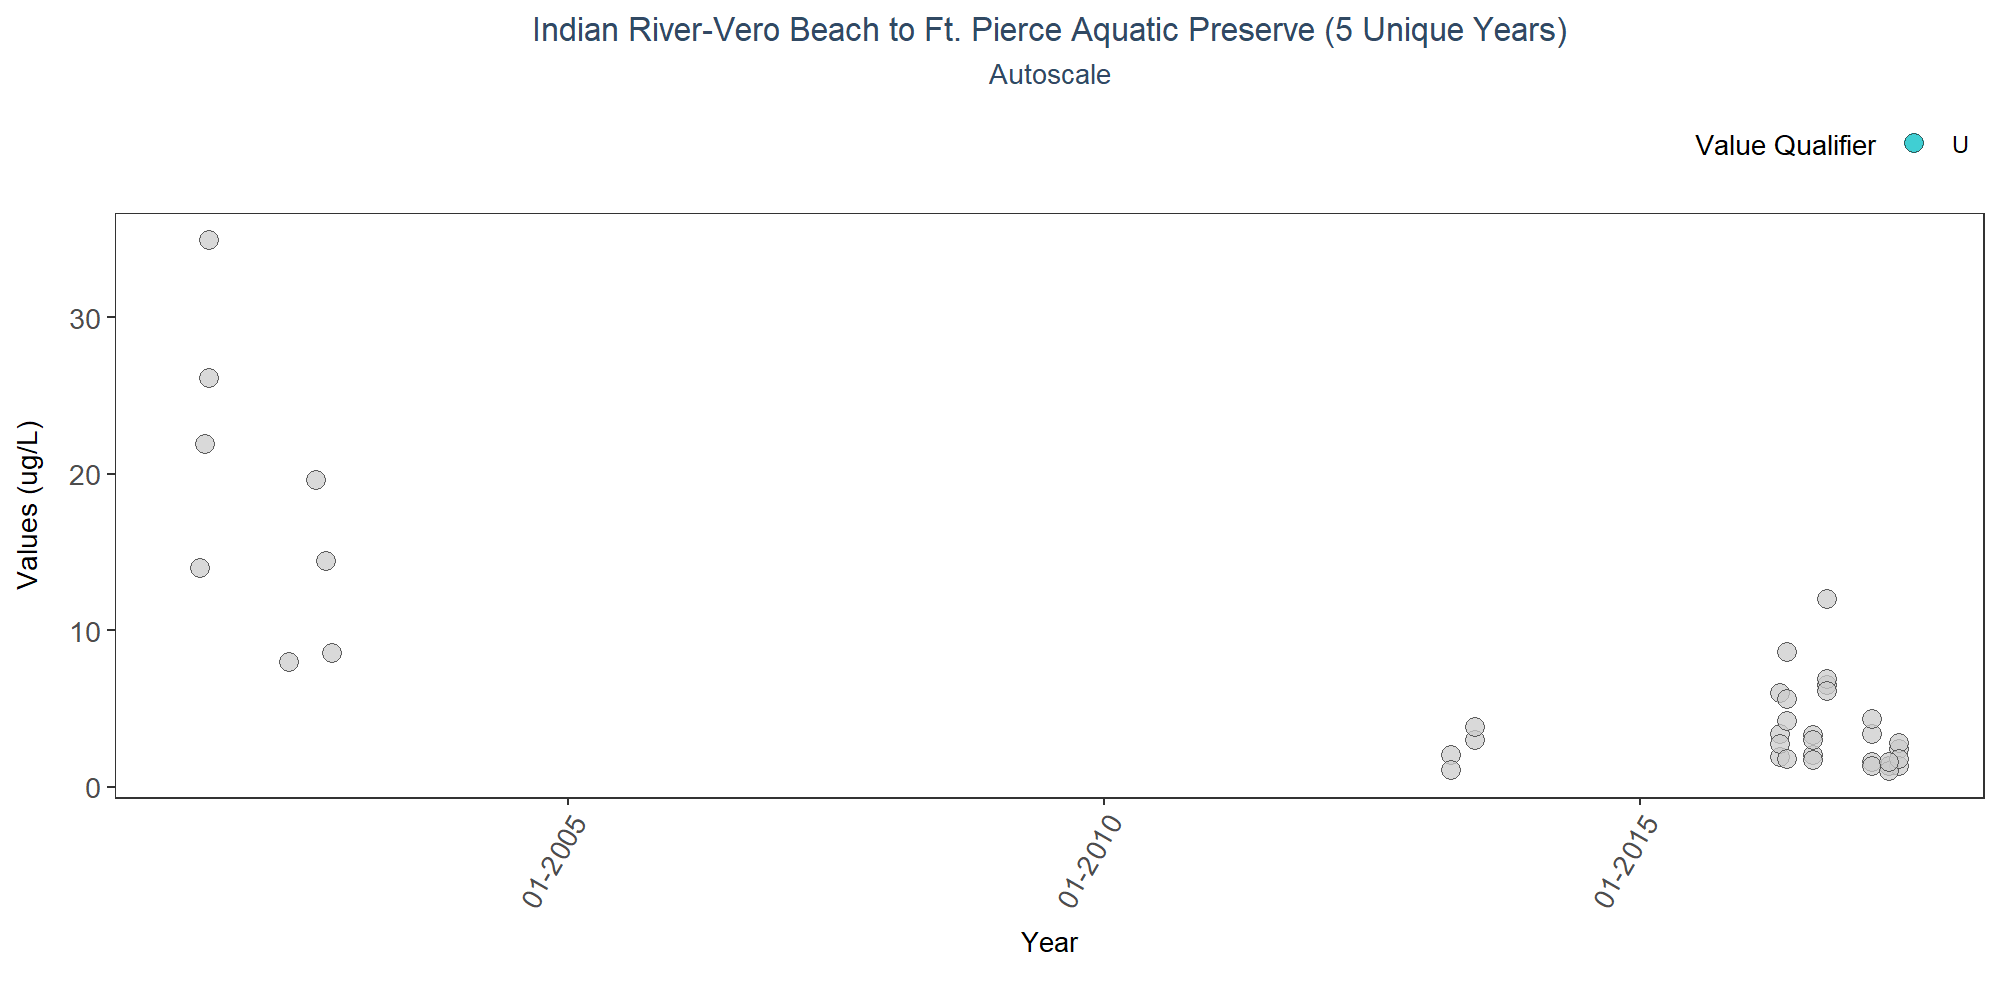 Indian River-Vero Beach to Ft. Pierce Aquatic Preserve (5 Unique Years)
Autoscale
Value Qualifier U
Values (ug/L)
30
20
10
0
01-2005
01-2010
01-2015
Year